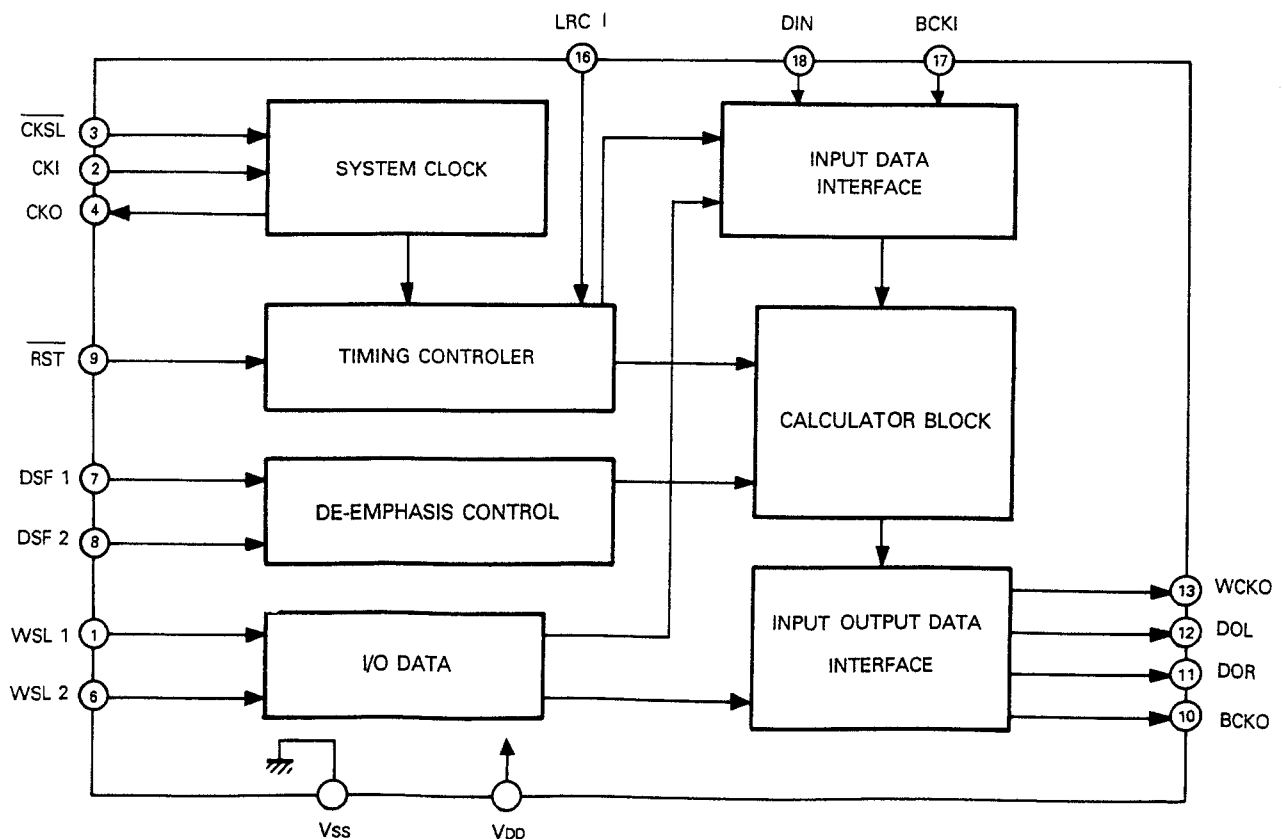 LRC I
DIN
BCKI
16
18
17
CKSL
3
CKI
2
CKO
4
SYSTEM CLOCK
INPUT DATA
INTERFACE
RST
9
TIMING CONTROLER
CALCULATOR BLOCK
DSF 1
7
DSF 2
8
DE-EMPHASIS CONTROL
WSL 1
1
WSL 2
6
I/O DATA
INPUT OUTPUT DATA
INTERFACE
13
WCKO
12
DOL
11
DOR
10
BCKO
VSS
VDD